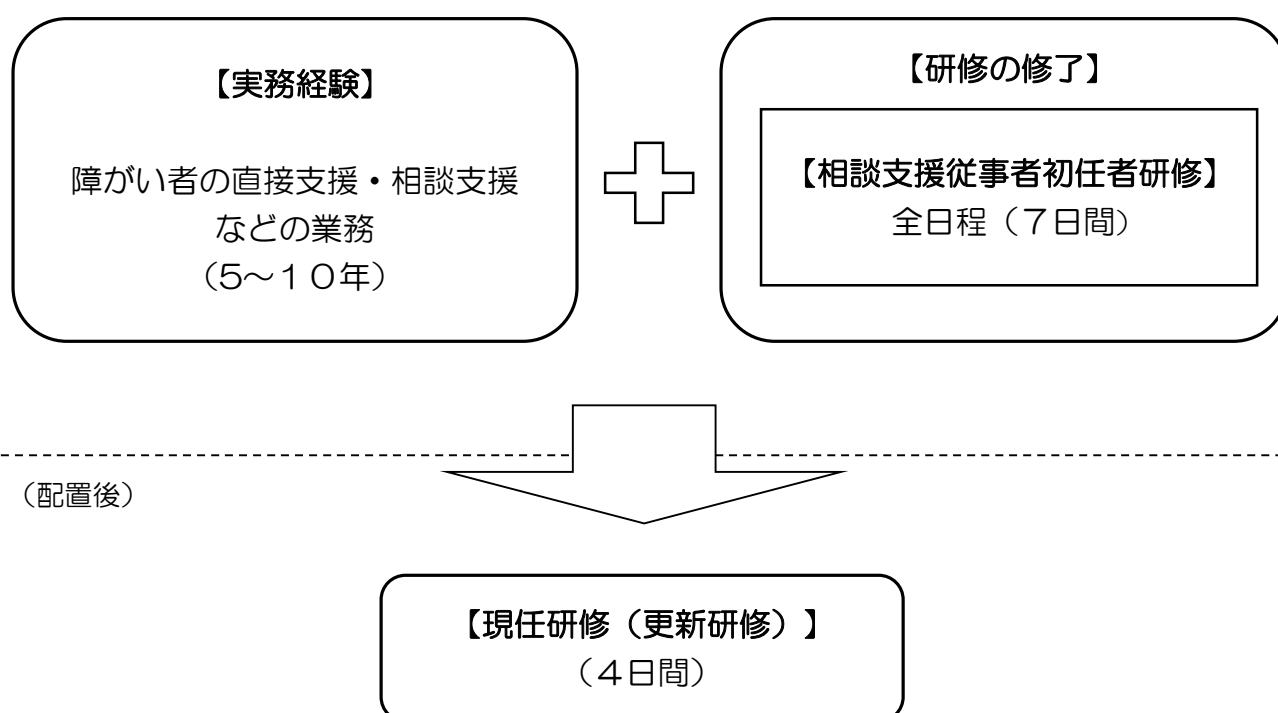 【実務経験】
障がい者の直接支援・相談支援
などの業務
（5～１０年）
【研修の修了】
【相談支援従事者初任者研修】
全日程（７日間）
（配置後）
【現任研修（更新研修）】
（４日間）